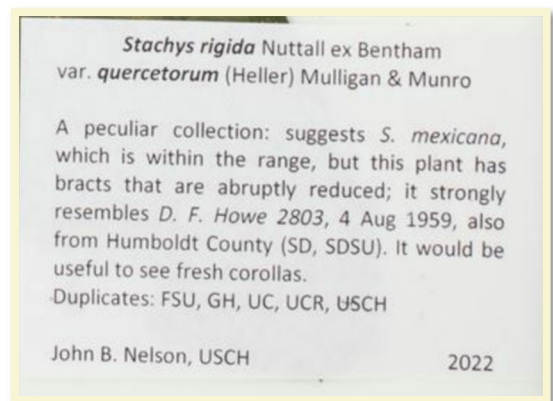 Stachys rigida Nuttall ex Bentham
var. quercetorum (Heller) Mulligan & Munro
A peculiar collection: suggests S. mexicana,
which is within the range, but this plant has
bracts that are abruptly reduced; it strongly
resembles D. F. Howe 2803, 4 Aug 1959, also
from Humboldt County (SD, SDSU). It would be
useful to see fresh corollas.
Duplicates: FSU, GH, UC, UCR, USCH
John B. Nelson, USCH 2022